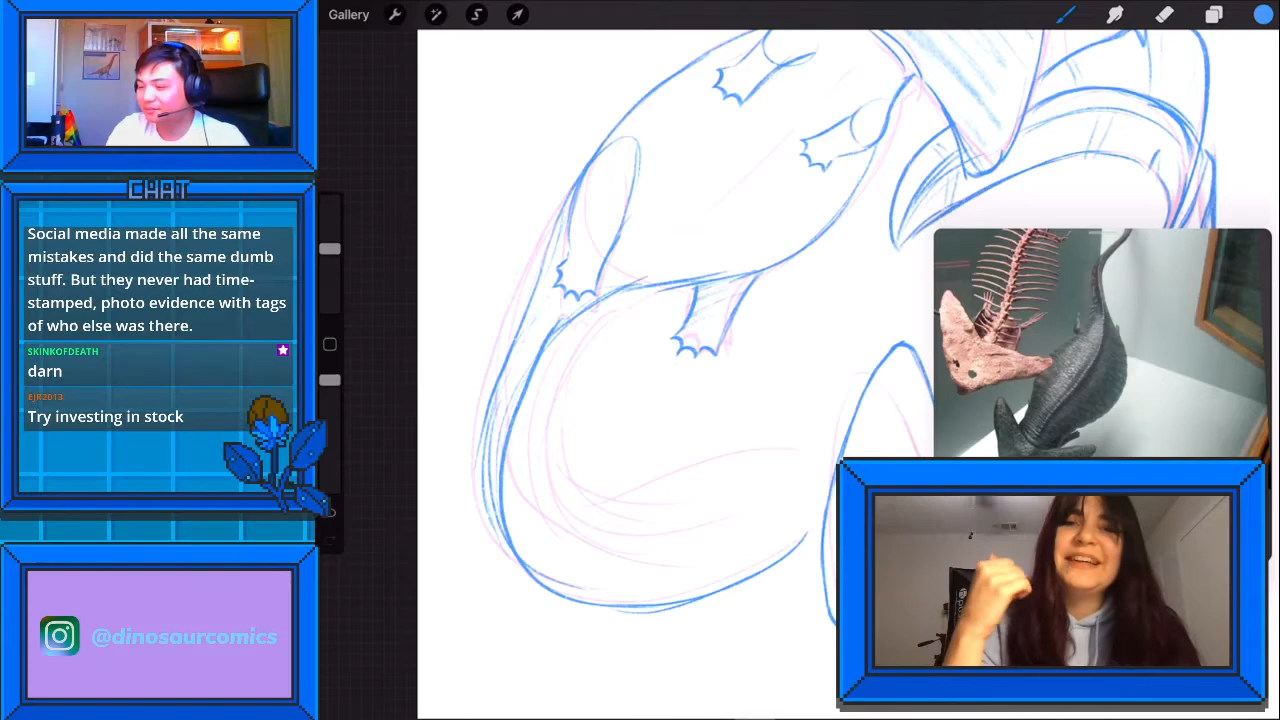 Gallery
CHAT
Social media made all the same
mistakes and did the same dumb
stuff. But they never had time-
stamped, photo evidence with tags
of who else was there.
SKINKOFDEATH
darn
EJR2013
Try investing in stock
@dinosaurcomics